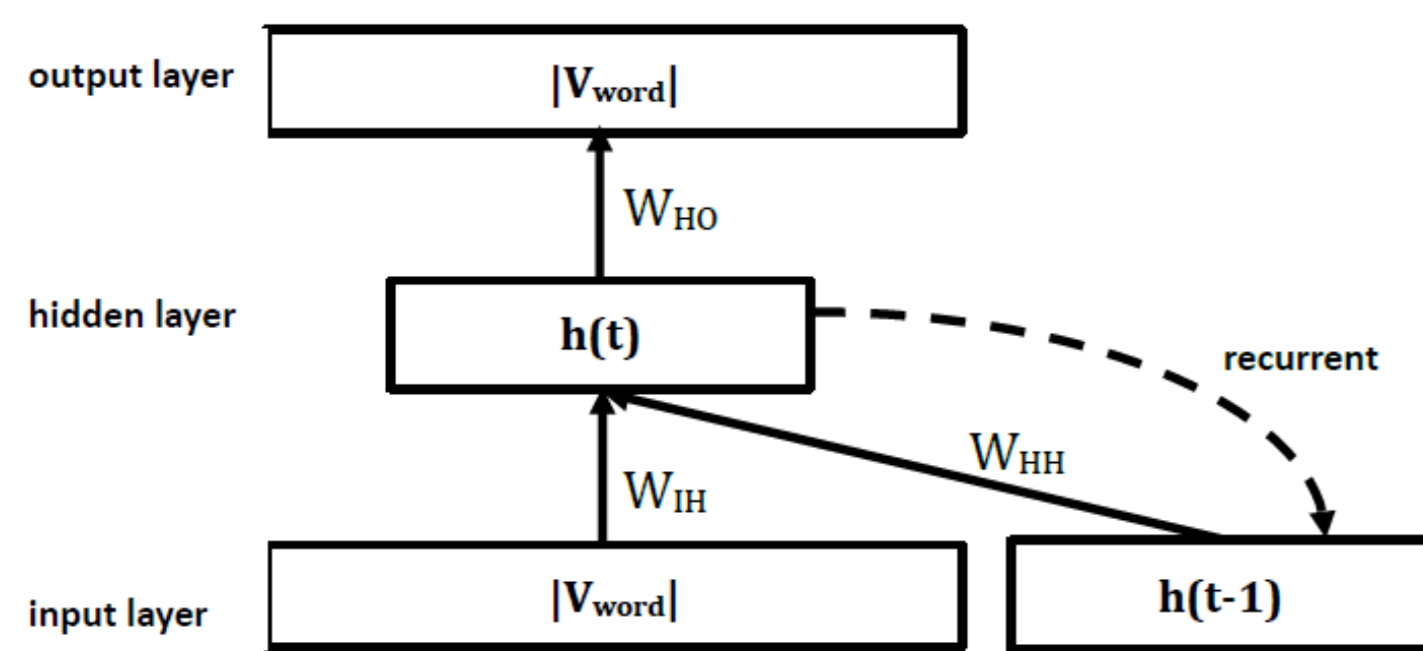 output layer
|Vword|
WHO
hidden layer
h(t)
recurrent
WHH
WIH
input layer
|Vword|
h(t-1)